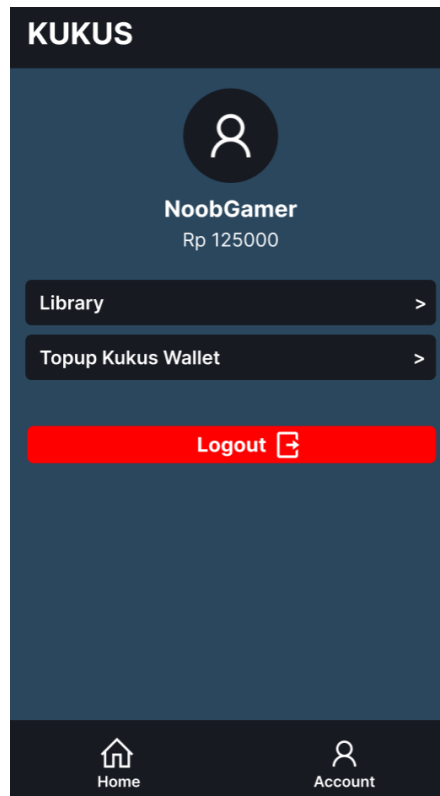 KUKUS
NoobGamer
Rp 125000
Library >
Topup Kukus Wallet >
Logout
Home
Account